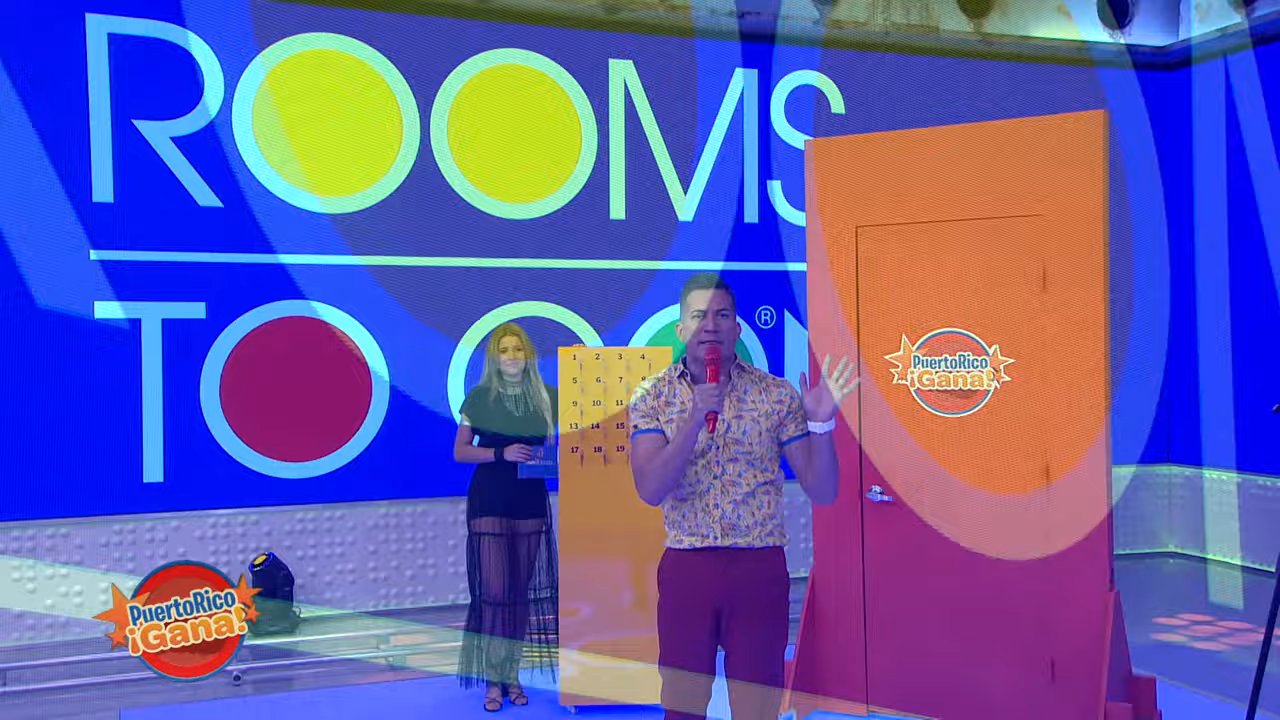 ROOMS
TO GO
®
1 2 3 4
5 6 7 8
9 10 11
13 14 15
17 18 19
PuertoRico
¡Gana!
PuertoRico
¡Gana!